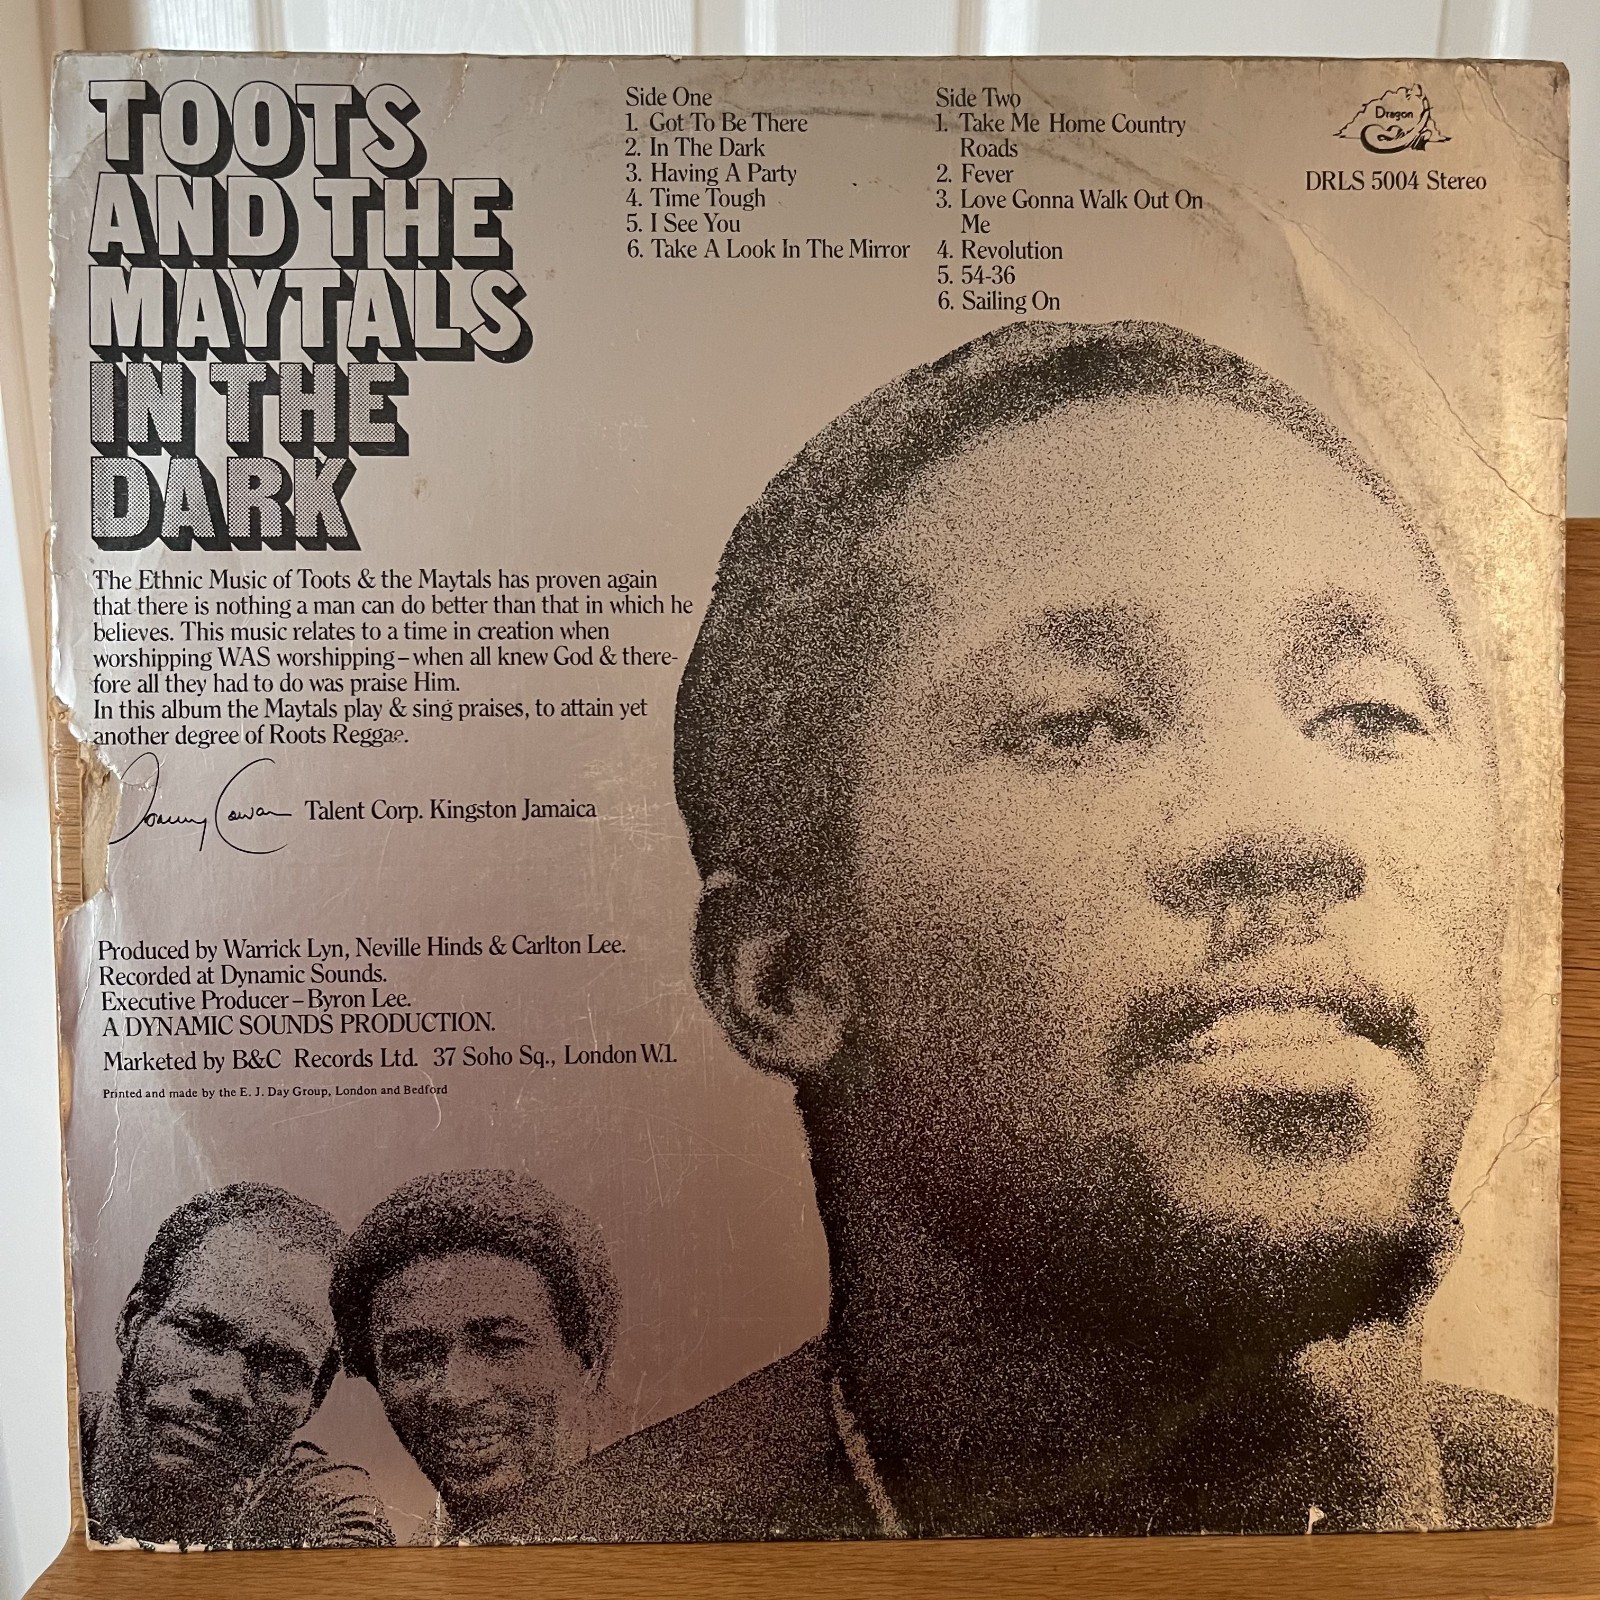 TOOTS
AND THE
MAYTALS
IN THE
DARK
Side One
1. Got To Be There
2. In The Dark
3. Having A Party
4. Time Tough
5. I See You
6. Take A Look In The Mirror
Side Two
1. Take Me Home Country
Roads
2. Fever
3. Love Gonna Walk Out On
Me
4. Revolution
5. 54-36
6. Sailing On
Dragon
DRLS 5004 Stereo
The Ethnic Music of Toots & the Maytals has proven again
that there is nothing a man can do better than that in which he
believes. This music relates to a time in creation when
worshipping WAS worshipping – when all knew God & there-
fore all they had to do was praise Him.
In this album the Maytals play & sing praises, to attain yet
another degree of Roots Reggae.
Tommy Cowan Talent Corp. Kingston Jamaica
Produced by Warrick Lyn, Neville Hinds & Carlton Lee.
Recorded at Dynamic Sounds.
Executive Producer – Byron Lee.
A DYNAMIC SOUNDS PRODUCTION.
Marketed by B&C Records Ltd. 37 Soho Sq., London W.1.
Printed and made by the E. J. Day Group, London and Bedford